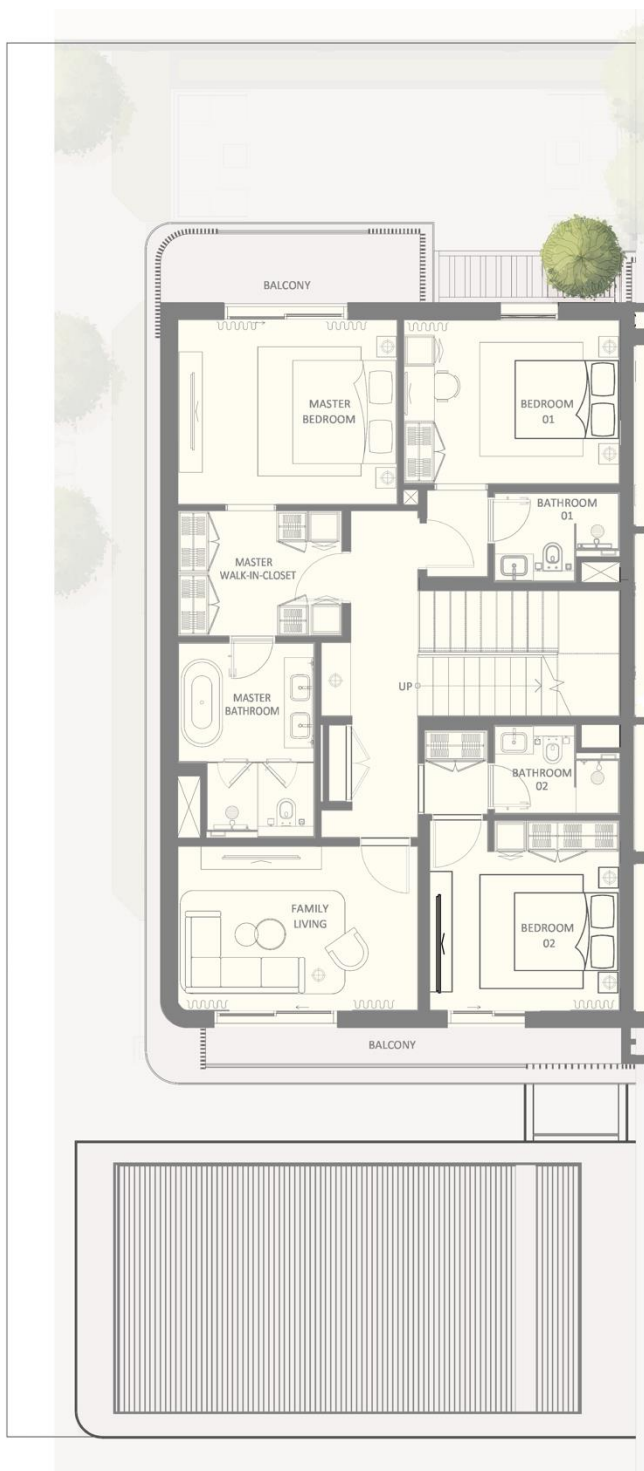 BALCONY
MASTER
BEDROOM
BEDROOM
01
BATHROOM
01
MASTER
WALK-IN-CLOSET
UP
MASTER
BATHROOM
BATHROOM
02
FAMILY
LIVING
BEDROOM
02
BALCONY